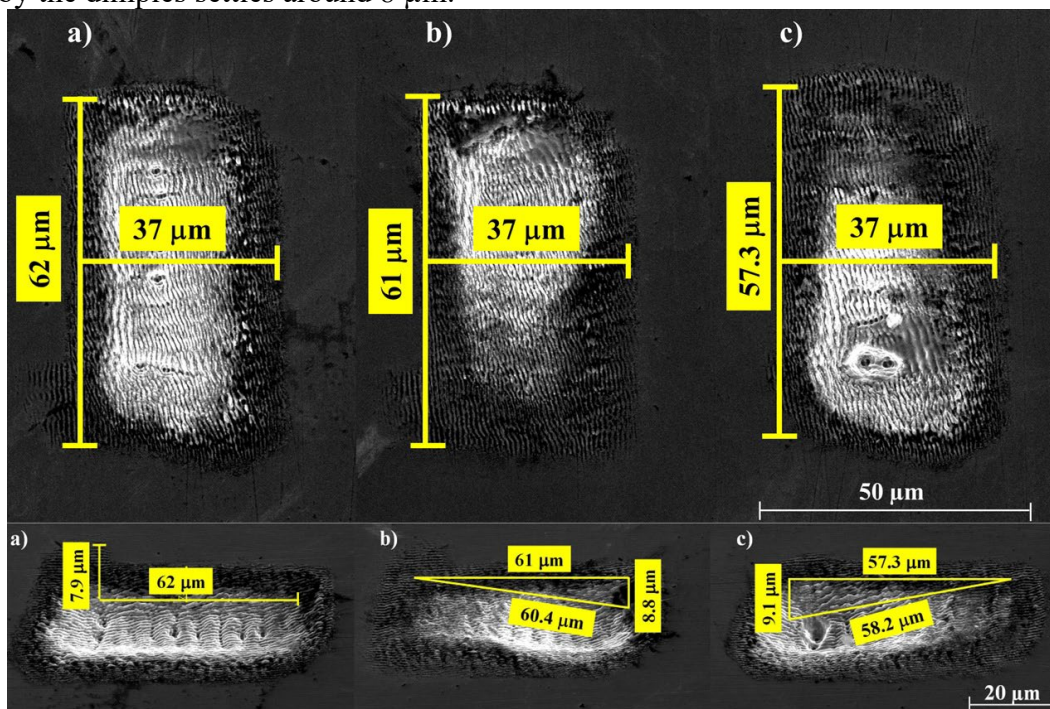 by the dimples settles around 8 µm.
a)
b)
c)
62 µm
37 µm
61 µm
37 µm
57.3 µm
37 µm
50 µm
a)
7.9 µm
62 µm
b)
61 µm
60.4 µm
8.8 µm
c)
57.3 µm
9.1 µm
58.2 µm
20 µm